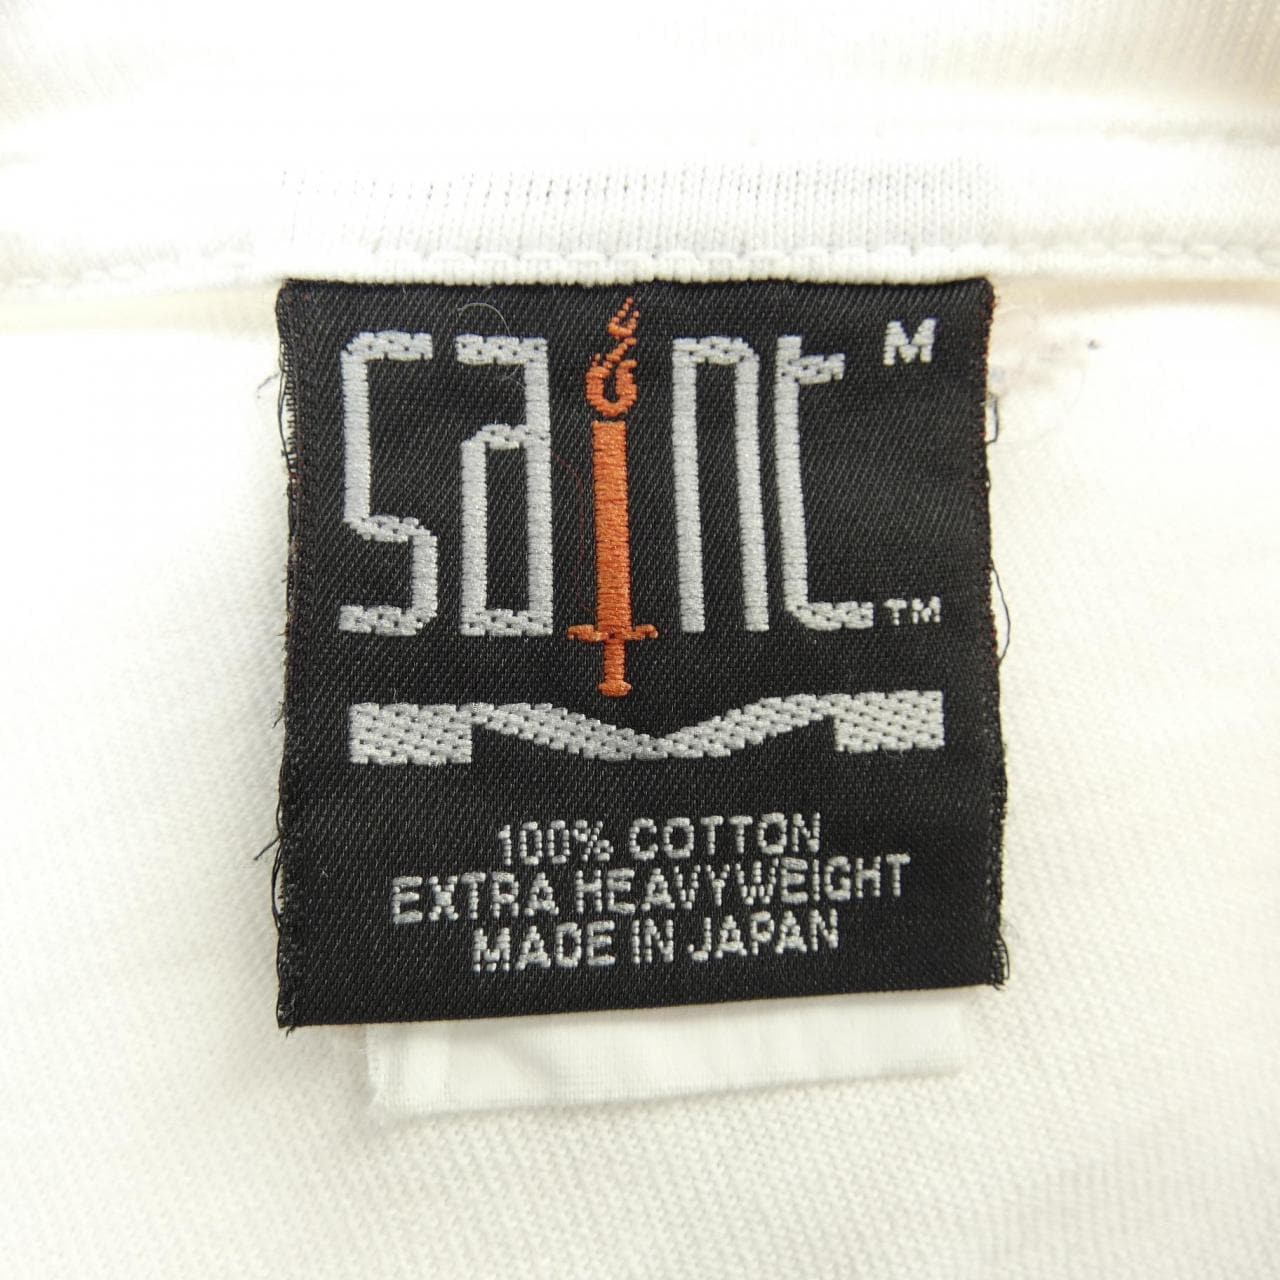 saint M
TM
100% COTTON
EXTRA HEAVYWEIGHT
MADE IN JAPAN